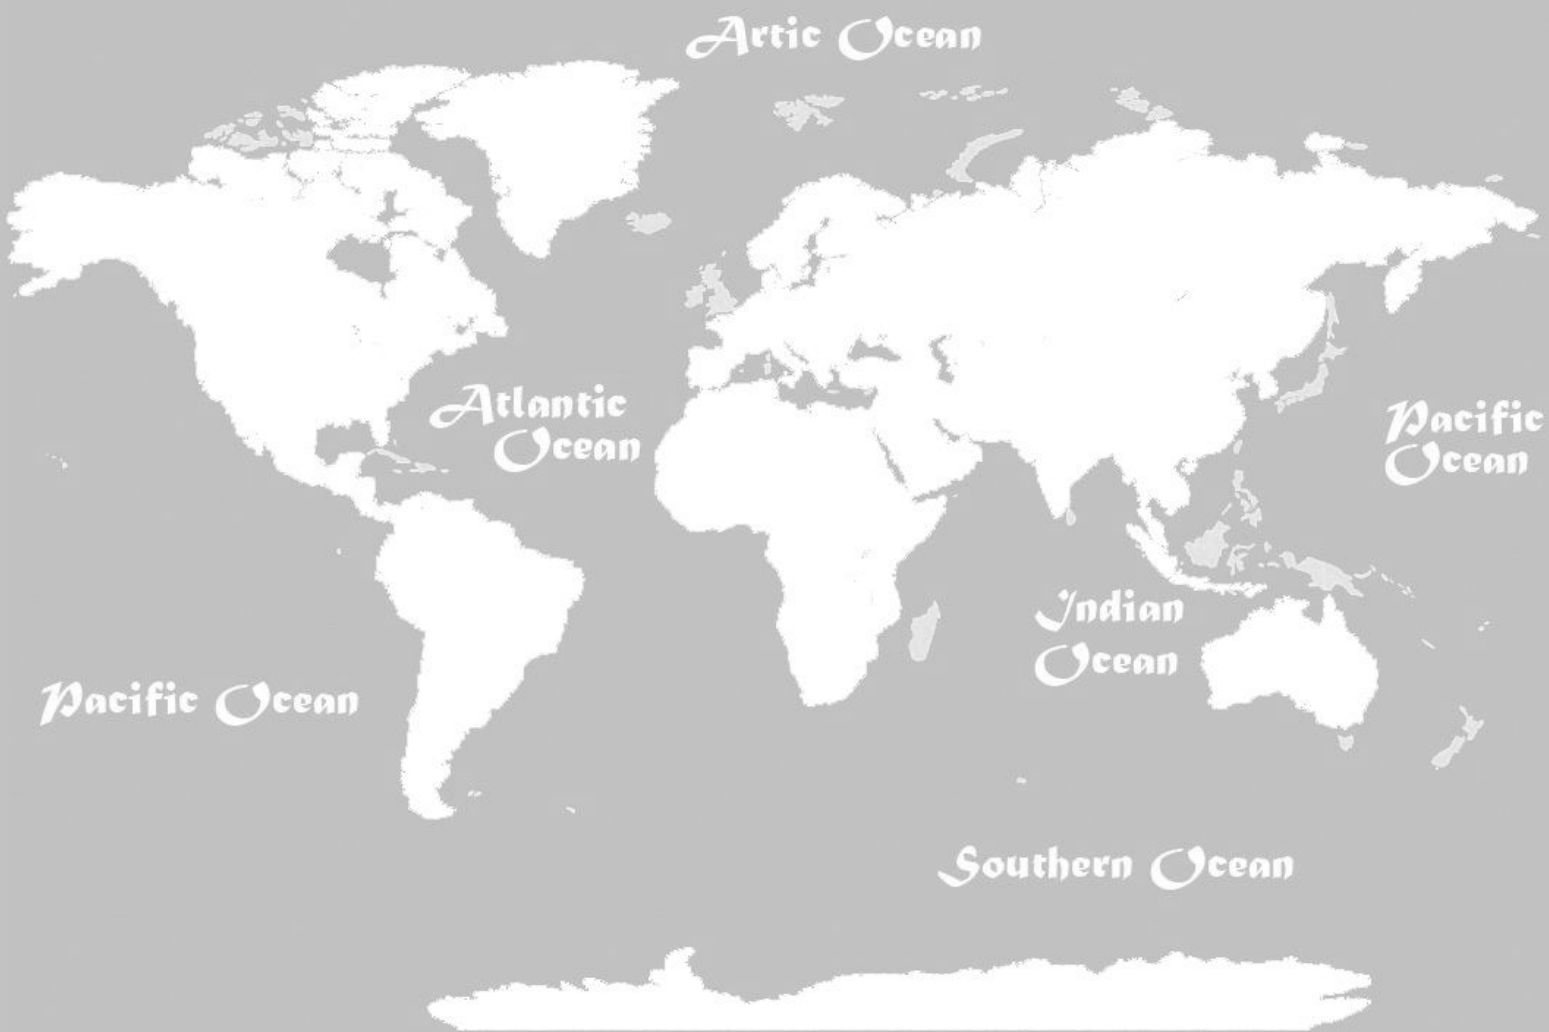 Artic Ocean
Atlantic
Ocean
Pacific
Ocean
Indian
Ocean
Pacific Ocean
Southern Ocean